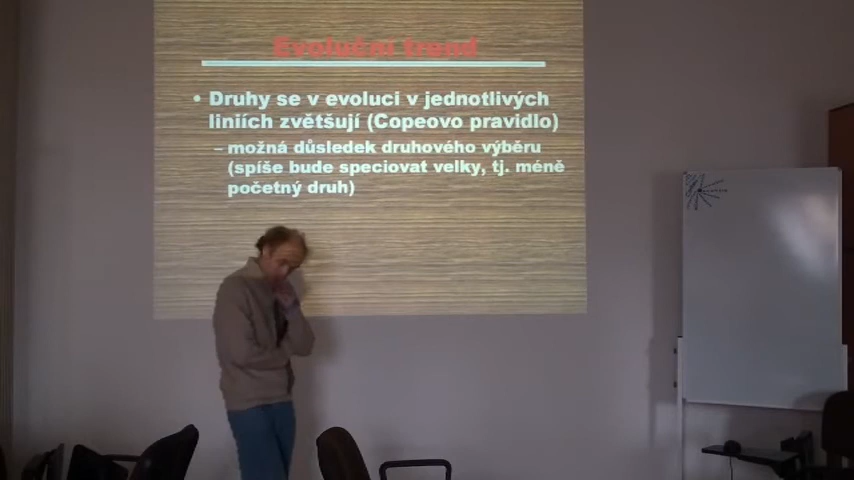 Evoluční trend
• Druhy se v evoluci v jednotlivých
liniích zvětšují (Copeovo pravidlo)
– možná důsledek druhového výběru
(spíše bude speciovat velky, tj. méně
početný druh)